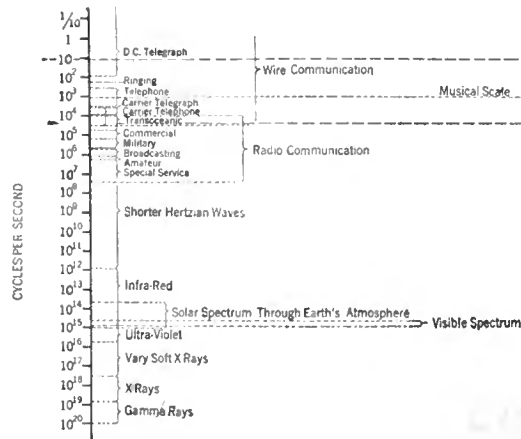 1/10
1
D.C. Telegraph
10
Wire Communication
10²
Ringing
Telephone
10³
Musical Scale
Carrier Telegraph
Carrier Telephone
10⁴
Transoceanic
10⁵
Commercial
Military
Radio Communication
10⁶
Broadcasting
Amateur
10⁷
Special Service
10⁸
10⁹
Shorter Hertzian Waves
10¹⁰
10¹¹
10¹²
10¹³
Infra-Red
10¹⁴
Solar Spectrum Through Earth's Atmosphere
Visible Spectrum
10¹⁵
Ultra-Violet
10¹⁶
Vary Soft X Rays
10¹⁷
10¹⁸
X Rays
10¹⁹
Gamma Rays
10²⁰
CYCLES PER SECOND